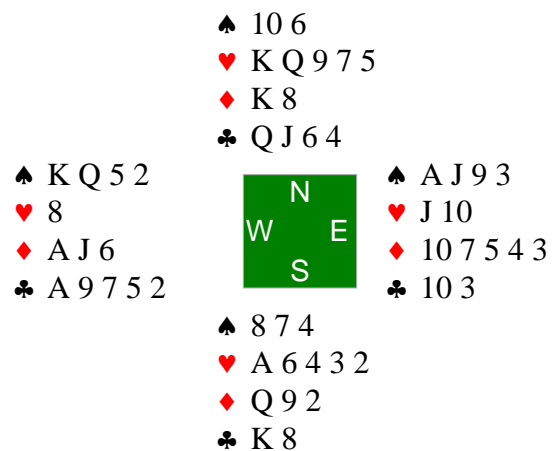 ♠ 10 6
♥ K Q 9 7 5
♦ K 8
♣ Q J 6 4
♠ K Q 5 2
♥ 8
♦ A J 6
♣ A 9 7 5 2
N
W E
S
♠ A J 9 3
♥ J 10
♦ 10 7 5 4 3
♣ 10 3
♠ 8 7 4
♥ A 6 4 3 2
♦ Q 9 2
♣ K 8